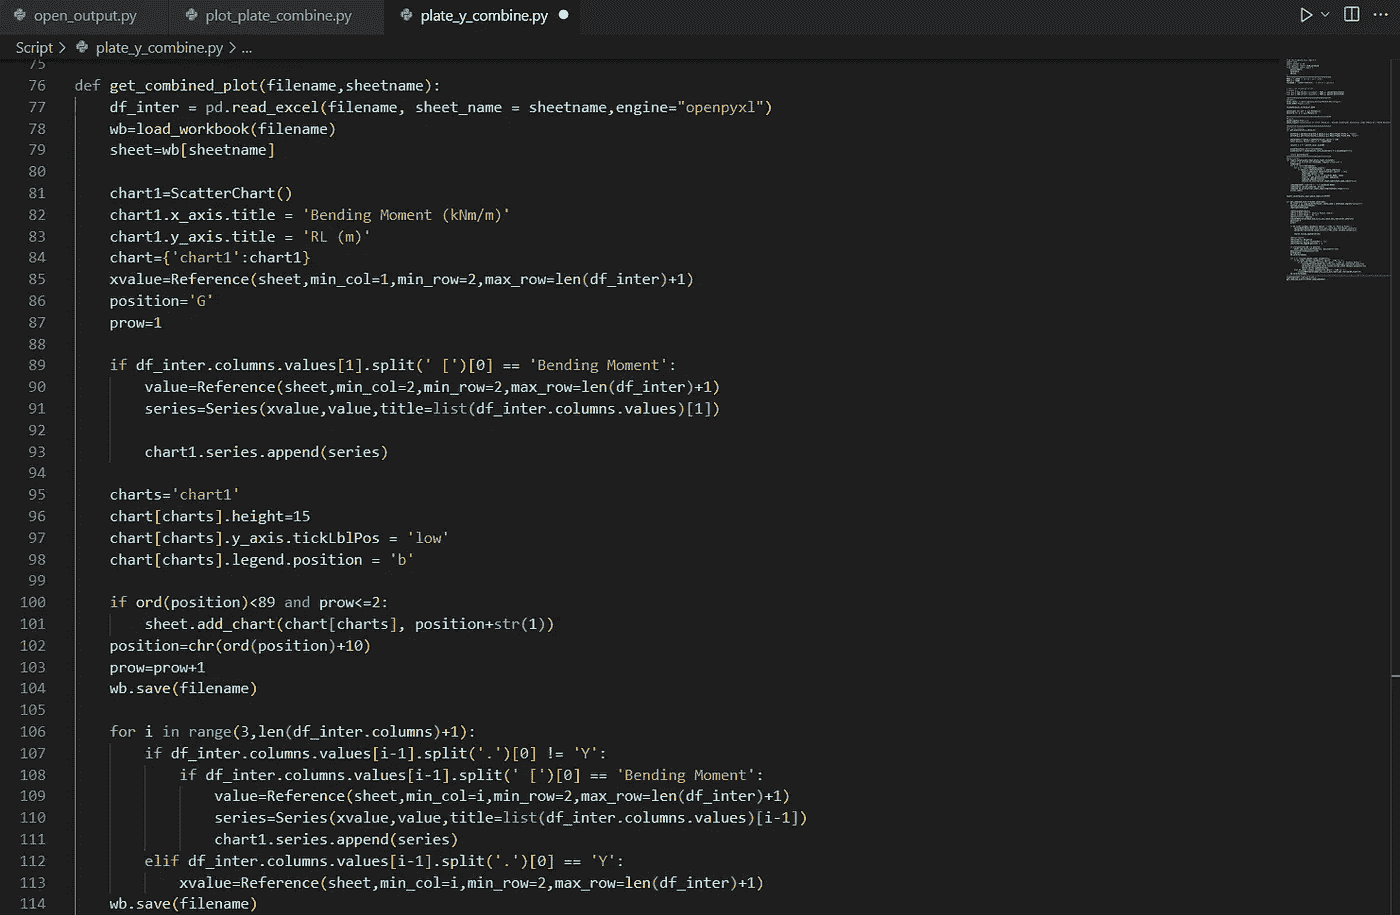 open_output.py plot_plate_combine.py plate_y_combine.py
Script > plate_y_combine.py > ...
75
76 def get_combined_plot(filename,sheetname):
77     df_inter = pd.read_excel(filename, sheet_name = sheetname,engine="openpyxl")
78     wb=load_workbook(filename)
79     sheet=wb[sheetname]
80
81     chart1=ScatterChart()
82     chart1.x_axis.title = 'Bending Moment (kNm/m)'
83     chart1.y_axis.title = 'RL (m)'
84     chart={'chart1':chart1}
85     xvalue=Reference(sheet,min_col=1,min_row=2,max_row=len(df_inter)+1)
86     position='G'
87     prow=1
88
89     if df_inter.columns.values[1].split(' [')[0] == 'Bending Moment':
90         value=Reference(sheet,min_col=2,min_row=2,max_row=len(df_inter)+1)
91         series=Series(xvalue,value,title=list(df_inter.columns.values)[1])
92
93         chart1.series.append(series)
94
95     charts='chart1'
96     chart[charts].height=15
97     chart[charts].y_axis.tickLblPos = 'low'
98     chart[charts].legend.position = 'b'
99
100     if ord(position)<89 and prow<=2:
101         sheet.add_chart(chart[charts], position+str(1))
102     position=chr(ord(position)+10)
103     prow=prow+1
104     wb.save(filename)
105
106     for i in range(3,len(df_inter.columns)+1):
107         if df_inter.columns.values[i-1].split('.')[0] != 'Y':
108             if df_inter.columns.values[i-1].split(' [')[0] == 'Bending Moment':
109                 value=Reference(sheet,min_col=i,min_row=2,max_row=len(df_inter)+1)
110                 series=Series(xvalue,value,title=list(df_inter.columns.values)[i-1])
111                 chart1.series.append(series)
112         elif df_inter.columns.values[i-1].split('.')[0] == 'Y':
113             xvalue=Reference(sheet,min_col=i,min_row=2,max_row=len(df_inter)+1)
114     wb.save(filename)